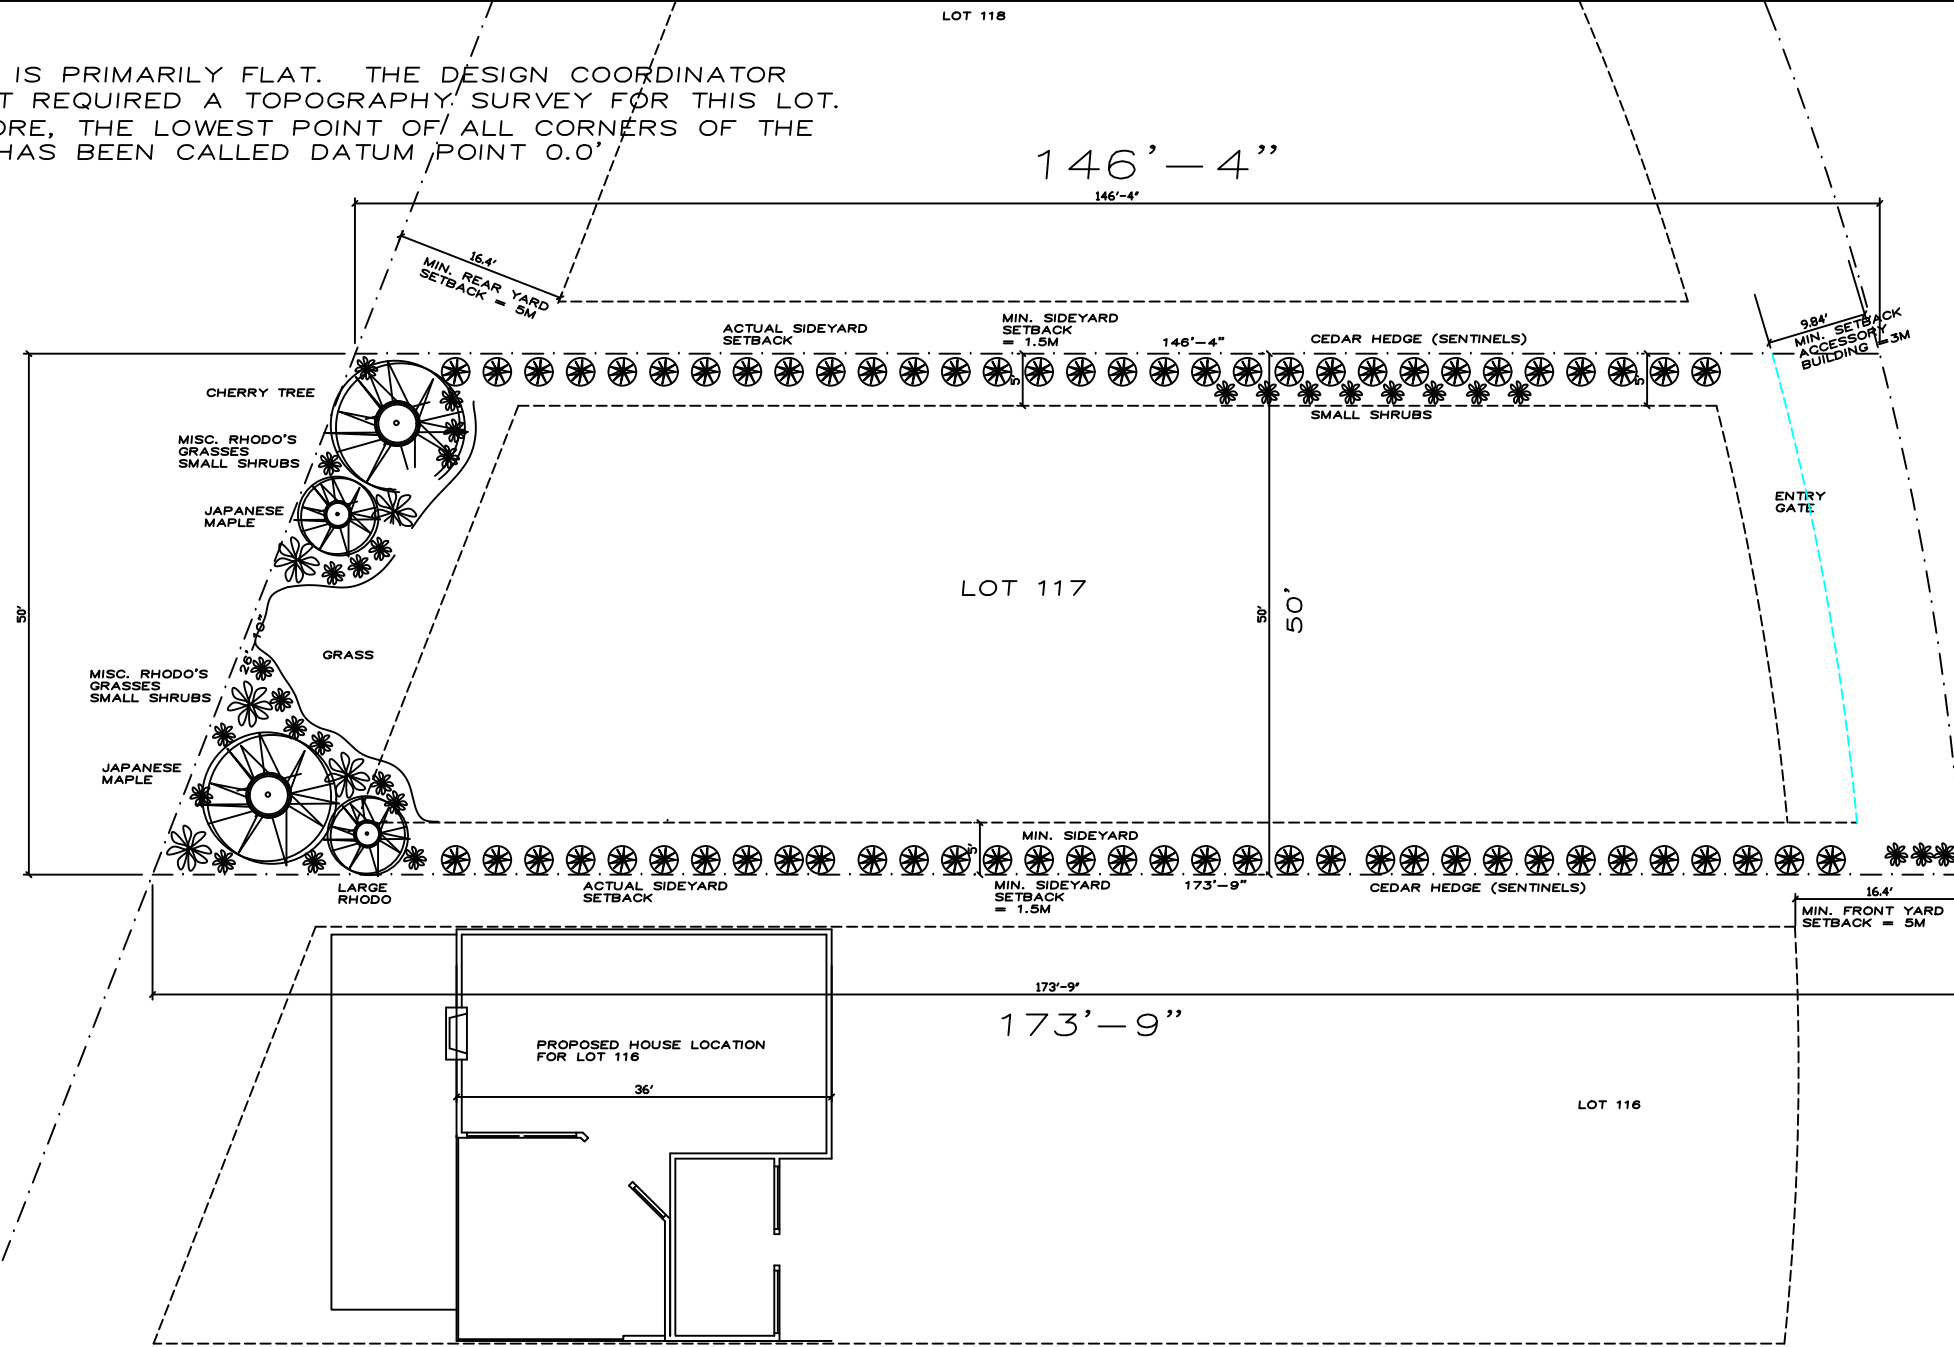 LOT 118
IS PRIMARILY FLAT. THE DESIGN COORDINATOR
T REQUIRED A TOPOGRAPHY SURVEY FOR THIS LOT.
ORE, THE LOWEST POINT OF ALL CORNERS OF THE
HAS BEEN CALLED DATUM POINT 0.0'
146'-4"
146'-4"
16.4'
MIN. REAR YARD
SETBACK = 5M
ACTUAL SIDEYARD
SETBACK
MIN. SIDEYARD
SETBACK
= 1.5M
146'-4"
CEDAR HEDGE (SENTINELS)
9.84'
MIN. SETBACK
ACCESSORY
BUILDING =3M
5'
5'
SMALL SHRUBS
CHERRY TREE
MISC. RHODO'S
GRASSES
SMALL SHRUBS
JAPANESE
MAPLE
ENTRY
GATE
LOT 117
50'
50'
50'
26' 10"
GRASS
MISC. RHODO'S
GRASSES
SMALL SHRUBS
JAPANESE
MAPLE
MIN. SIDEYARD
5'
LARGE
RHODO
ACTUAL SIDEYARD
SETBACK
MIN. SIDEYARD
SETBACK
= 1.5M
173'-9"
CEDAR HEDGE (SENTINELS)
16.4'
MIN. FRONT YARD
SETBACK = 5M
173'-9"
173'-9"
PROPOSED HOUSE LOCATION
FOR LOT 116
36'
LOT 116